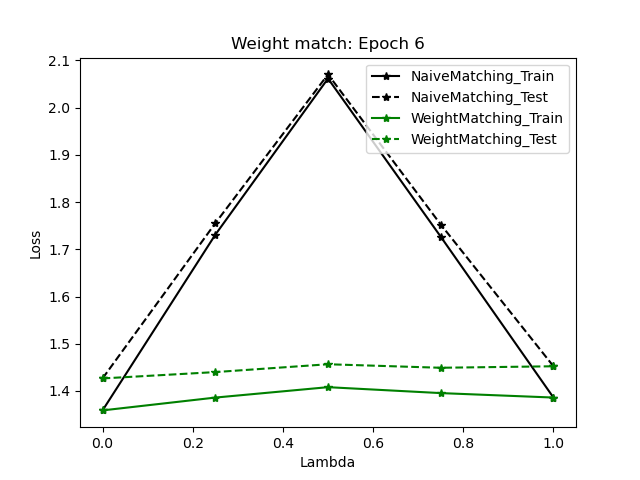 Weight match: Epoch 6
2.1
2.0
1.9
1.8
1.7
1.6
1.5
1.4
Loss
NaiveMatching_Train
NaiveMatching_Test
WeightMatching_Train
WeightMatching_Test
0.0 0.2 0.4 0.6 0.8 1.0
Lambda